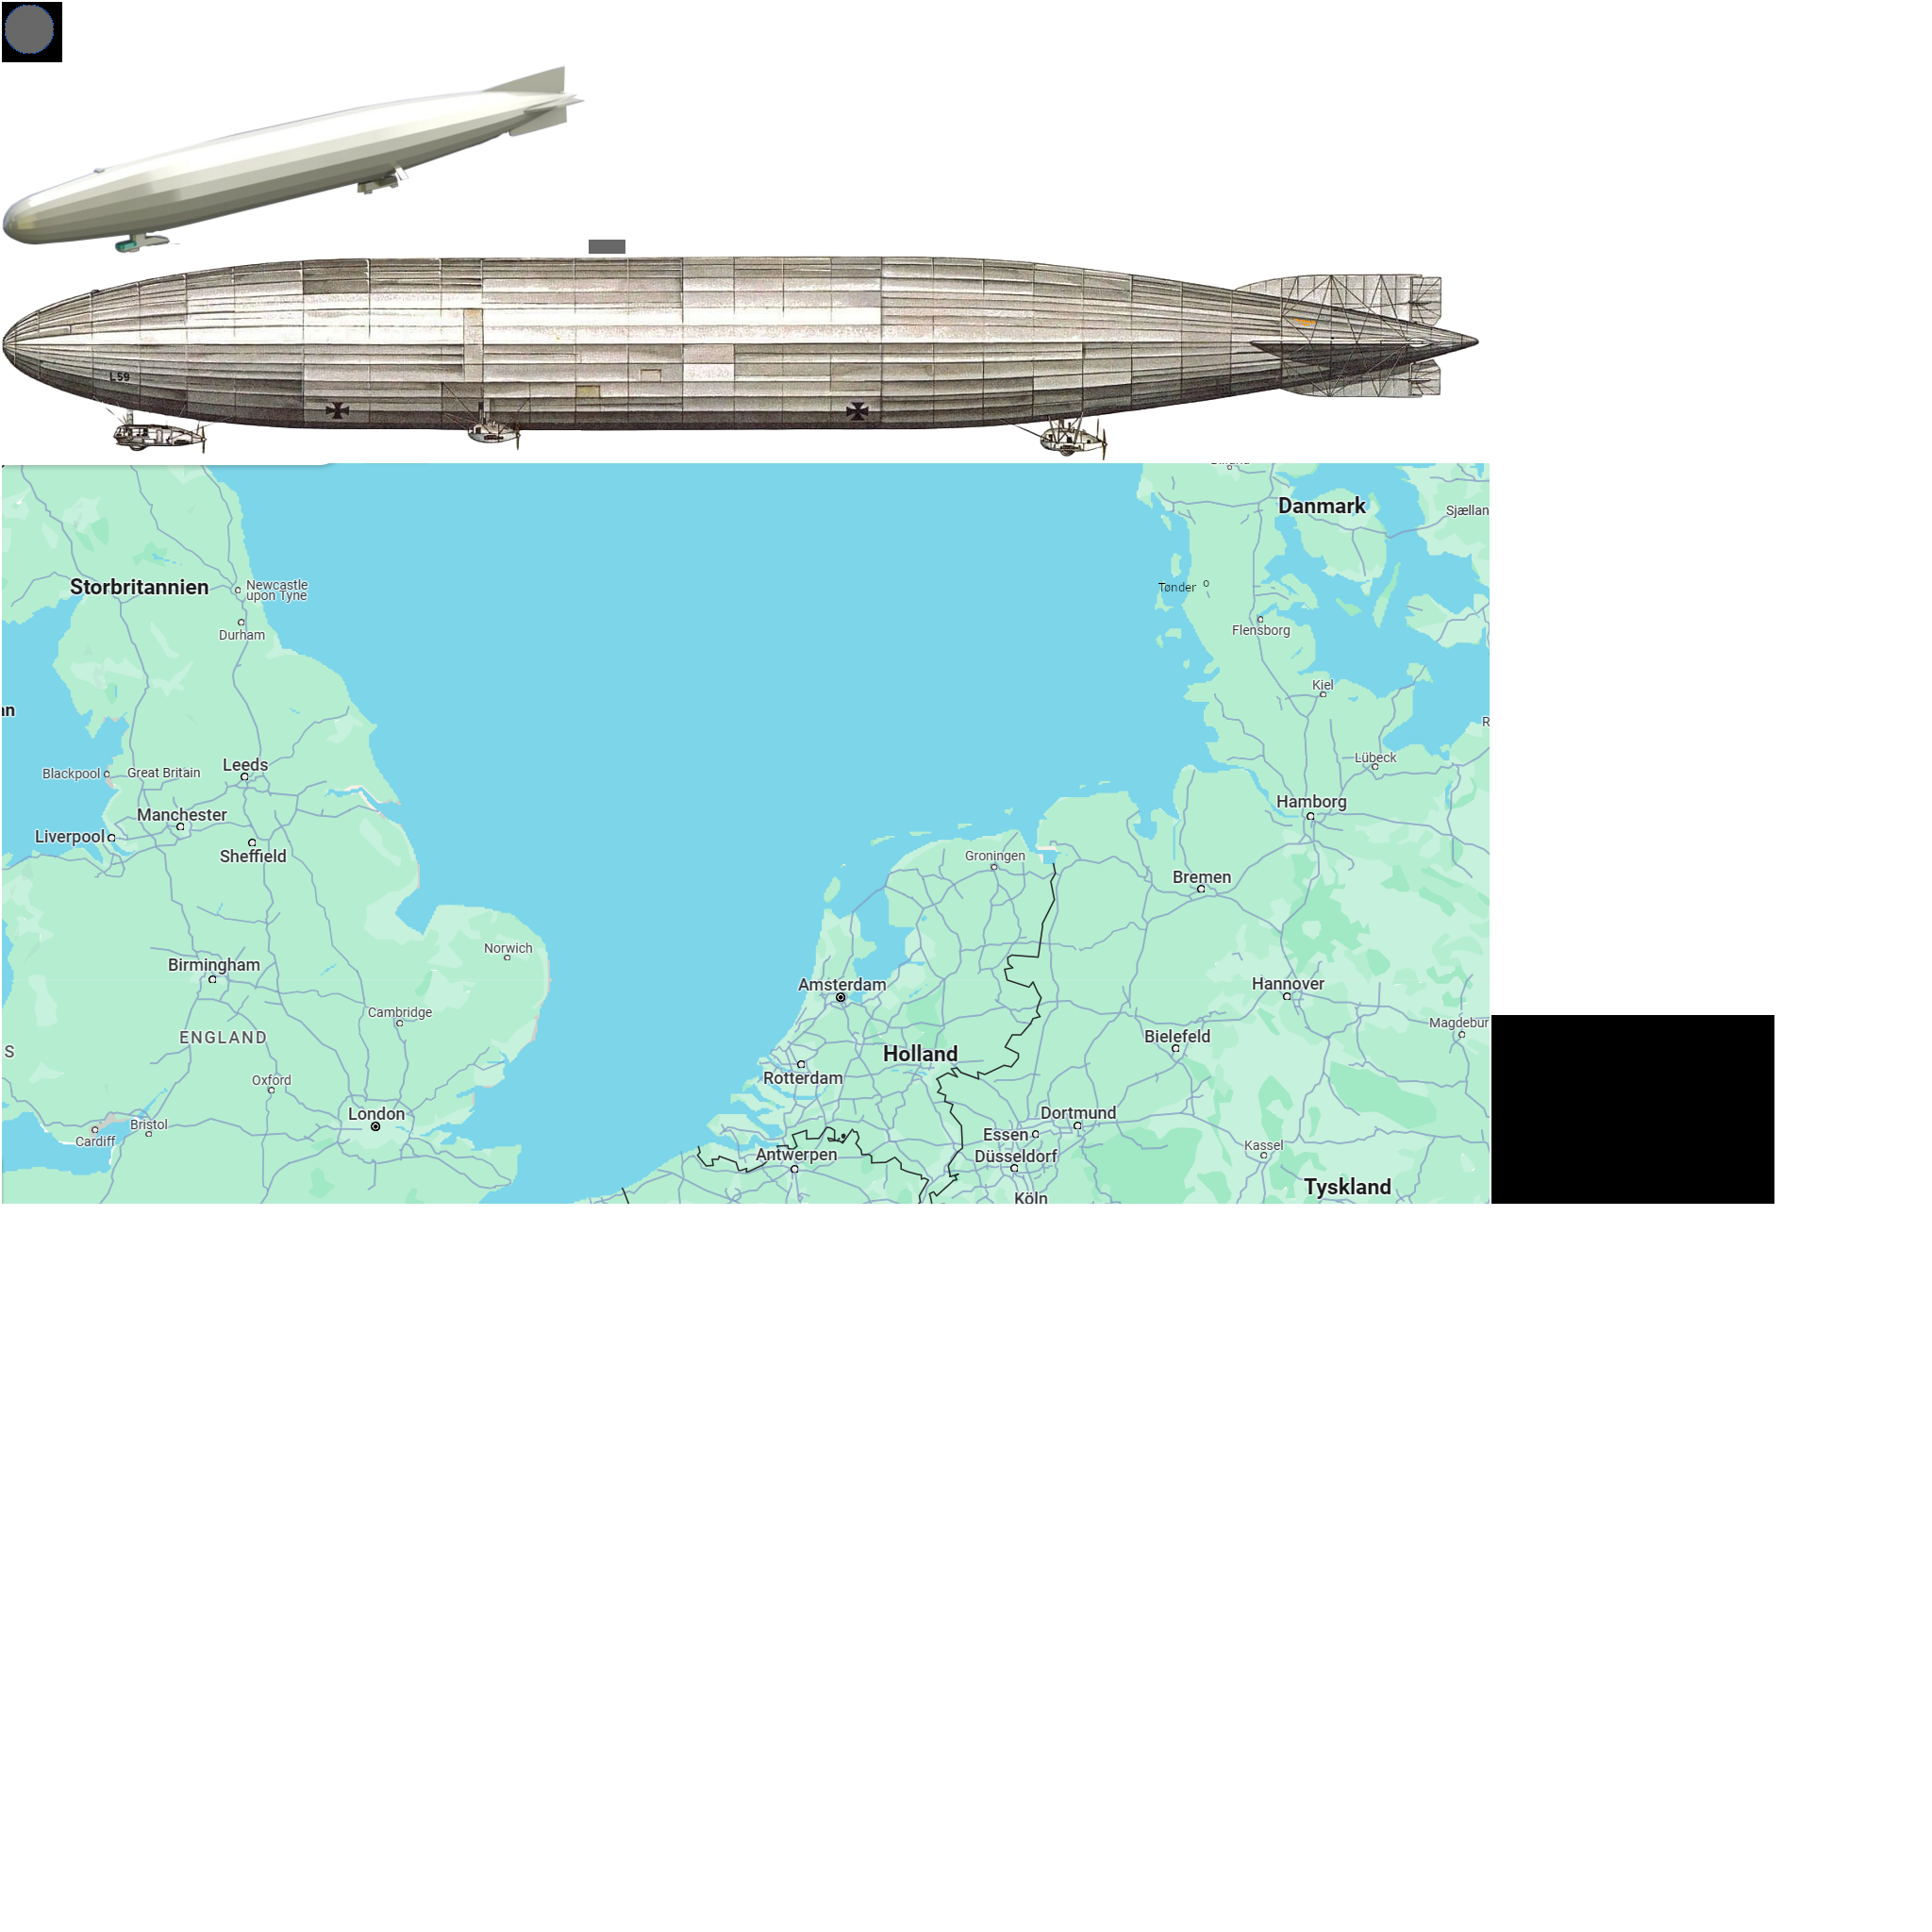 L59
Danmark
Sjællan
Storbritannien
Newcastle
upon Tyne
Tønder
Durham
Flensborg
Kiel
an
R
Lübeck
Leeds
Blackpool
Great Britain
Hamborg
Manchester
Liverpool
Sheffield
Groningen
Bremen
Norwich
Birmingham
Amsterdam
Hannover
Cambridge
Magdebur
ENGLAND
Bielefeld
S
Holland
Oxford
Rotterdam
London
Dortmund
Bristol
Essen
Cardiff
Kassel
Antwerpen
Düsseldorf
Tyskland
Köln